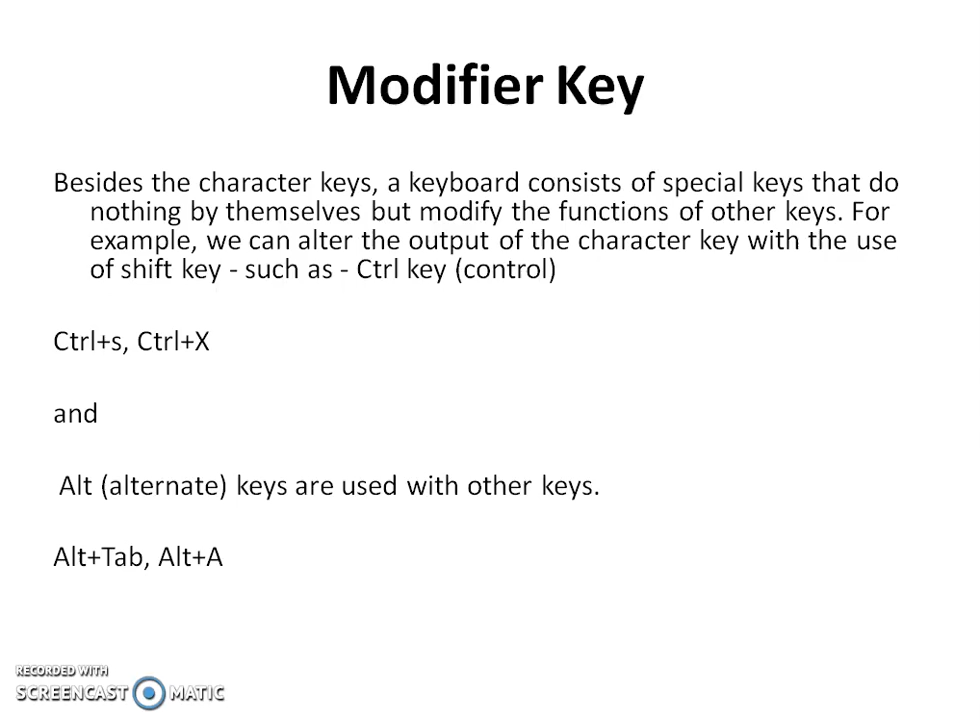 Modifier Key
Besides the character keys, a keyboard consists of special keys that do
nothing by themselves but modify the functions of other keys. For
example, we can alter the output of the character key with the use
of shift key - such as - Ctrl key (control)
Ctrl+s, Ctrl+X
and
Alt (alternate) keys are used with other keys.
Alt+Tab, Alt+A
RECORDED WITH
SCREENCAST MATIC